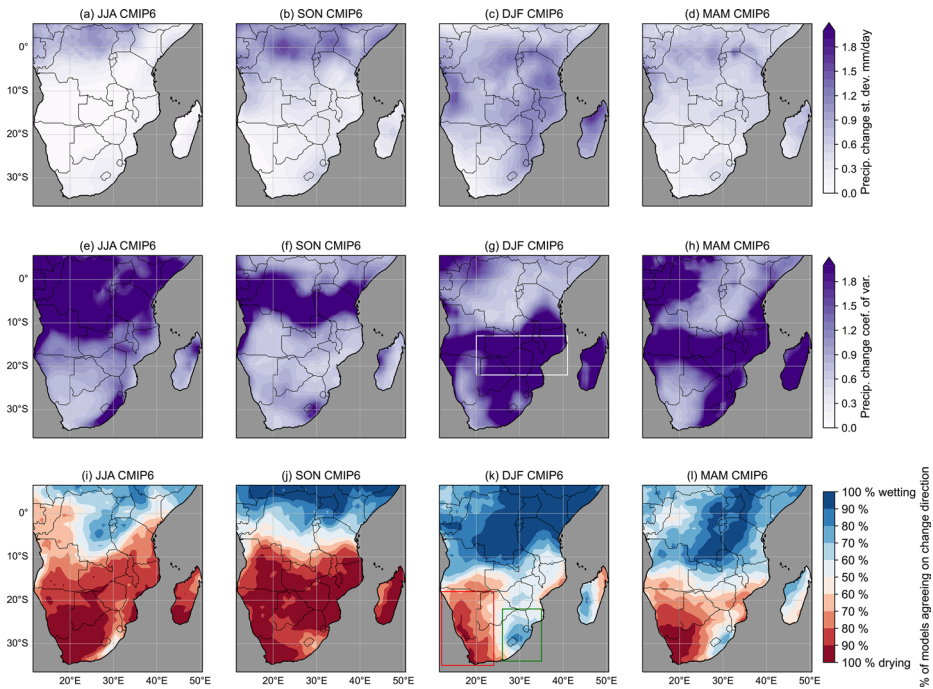 (a) JJA CMIP6
(b) SON CMIP6
(c) DJF CMIP6
(d) MAM CMIP6
0°
10°S
20°S
30°S
1.8
1.5
1.2
0.9
0.6
0.3
0.0
Precip. change st. dev. mm/day
(e) JJA CMIP6
(f) SON CMIP6
(g) DJF CMIP6
(h) MAM CMIP6
0°
10°S
20°S
30°S
1.8
1.5
1.2
0.9
0.6
0.3
0.0
Precip. change coef. of var.
(i) JJA CMIP6
(j) SON CMIP6
(k) DJF CMIP6
(l) MAM CMIP6
0°
10°S
20°S
30°S
100 % wetting
90 %
80 %
70 %
60 %
50 %
60 %
70 %
80 %
90 %
100 % drying
% of models agreeing on change direction
20°E 30°E 40°E 50°E
20°E 30°E 40°E 50°E
20°E 30°E 40°E 50°E
20°E 30°E 40°E 50°E